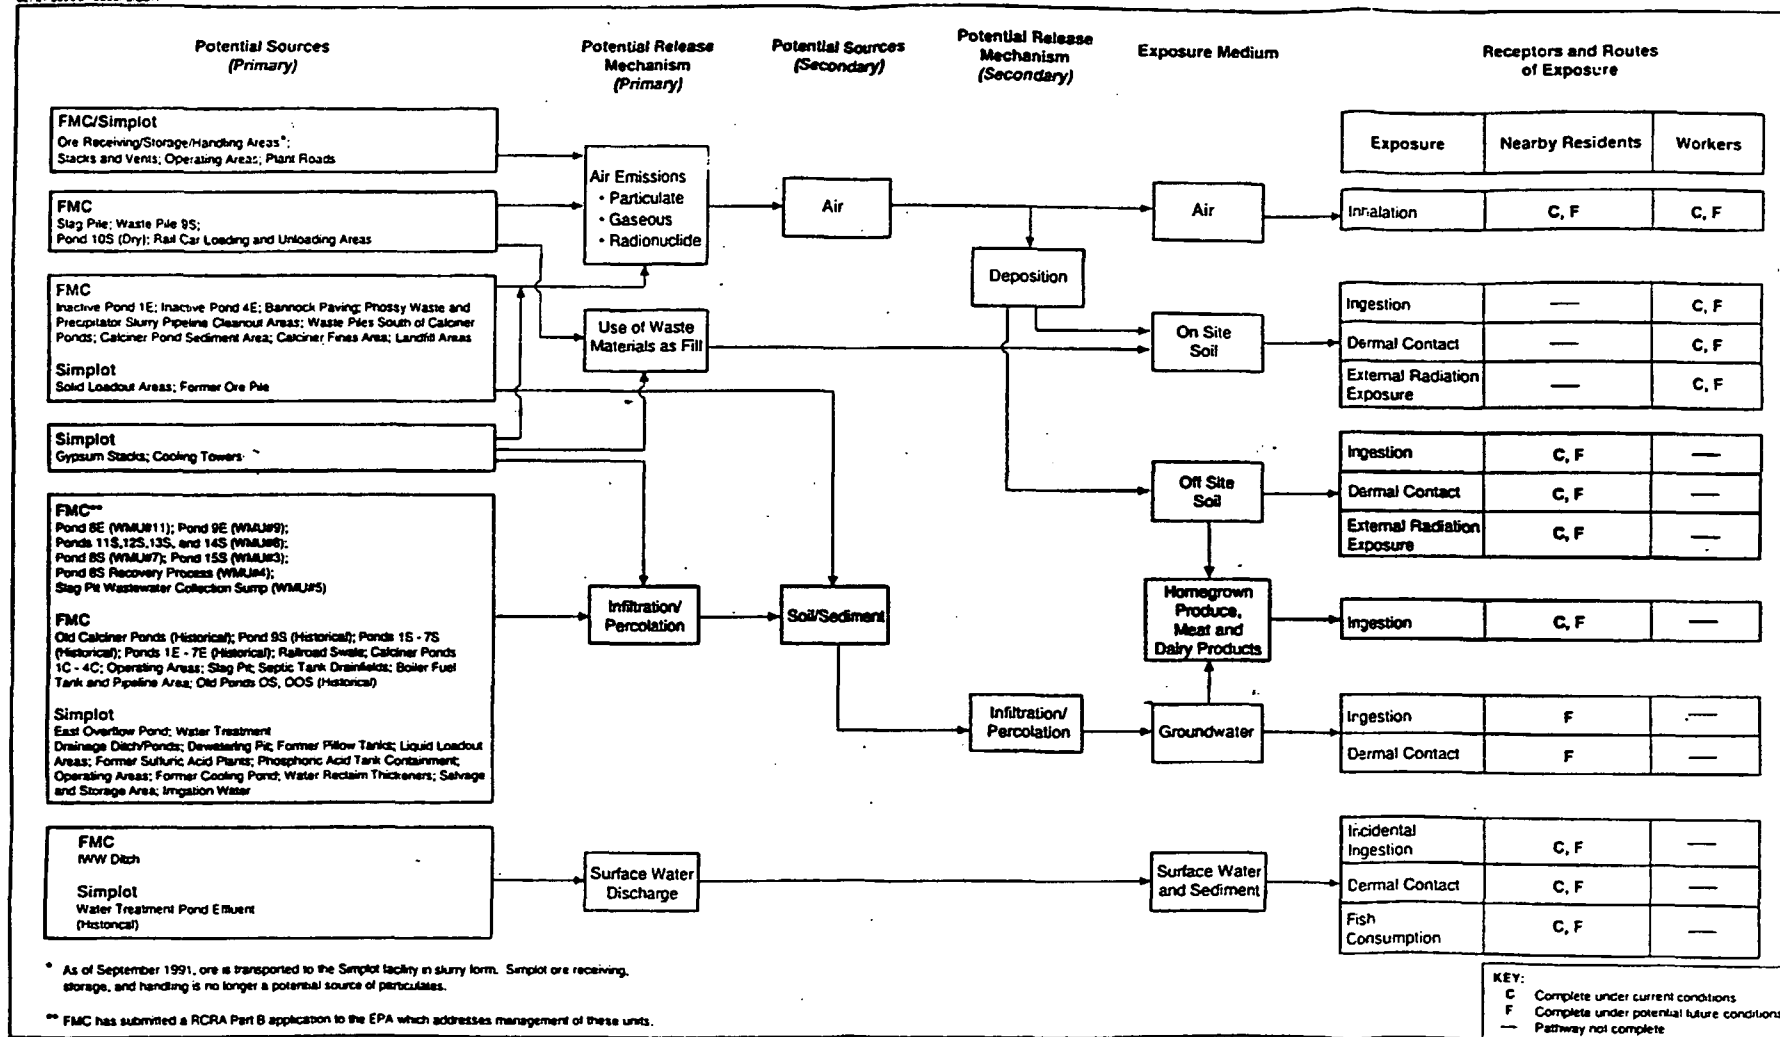 Potential Sources
(Primary)
Potential Release
Mechanism
(Primary)
Potential Sources
(Secondary)
Potential Release
Mechanism
(Secondary)
Exposure Medium
Receptors and Routes
of Exposure
FMC/Simplot
Ore Receiving/Storage/Handling Areas*;
Stacks and Vents; Operating Areas; Plant Roads
FMC
Slag Pile; Waste Pile 9S;
Pond 10S (Dry); Rail Car Loading and Unloading Areas
FMC
Inactive Pond 1E; Inactive Pond 4E; Bannock Paving; Phossy Waste and
Precipitator Slurry Pipeline Cleanout Areas; Waste Piles South of Calciner
Ponds; Calciner Pond Sediment Area; Calciner Fines Area; Landfill Areas
Simplot
Solid Loadout Areas; Former Ore Pile
Simplot
Gypsum Stacks; Cooling Towers
FMC**
Pond 8E (WMU#11); Pond 9E (WMU#9);
Ponds 11S,12S,13S, and 14S (WMU#6);
Pond 8S (WMU#7); Pond 15S (WMU#3);
Pond 8S Recovery Process (WMU#4);
Slag Pit Wastewater Collection Sump (WMU#5)
FMC
Old Calciner Ponds (Historical); Pond 9S (Historical); Ponds 1S - 7S
(Historical); Ponds 1E - 7E (Historical); Railroad Swale; Calciner Ponds
1C - 4C; Operating Areas; Slag Pit; Septic Tank Drainfields; Boiler Fuel
Tank and Pipeline Area; Old Ponds OS, OOS (Historical)
Simplot
East Overflow Pond; Water Treatment
Drainage Ditch/Ponds; Dewatering Pit; Former Pillow Tanks; Liquid Loadout
Areas; Former Sulfuric Acid Plants; Phosphoric Acid Tank Containment;
Operating Areas; Former Cooling Pond; Water Reclaim Thickeners; Salvage
and Storage Area; Irrigation Water
FMC
IWW Ditch
Simplot
Water Treatment Pond Effluent
(Historical)
Air Emissions
• Particulate
• Gaseous
• Radionuclide
Use of Waste
Materials as Fill
Infiltration/
Percolation
Surface Water
Discharge
Air
Soil/Sediment
Deposition
Infiltration/
Percolation
Air
On Site
Soil
Off Site
Soil
Homegrown
Produce,
Meat and
Dairy Products
Groundwater
Surface Water
and Sediment
Exposure Nearby Residents Workers
Inhalation C, F C, F
Ingestion — C, F
Dermal Contact — C, F
External Radiation
Exposure — C, F
Ingestion C, F —
Dermal Contact C, F —
External Radiation
Exposure C, F —
Ingestion C, F —
Ingestion F —
Dermal Contact F —
Incidental
Ingestion C, F —
Dermal Contact C, F —
Fish
Consumption C, F —
* As of September 1991, ore is transported to the Simplot facility in slurry form. Simplot ore receiving,
storage, and handling is no longer a potential source of particulates.
** FMC has submitted a RCRA Part B application to the EPA which addresses management of these units.
KEY:
C Complete under current conditions
F Complete under potential future conditions
— Pathway not complete